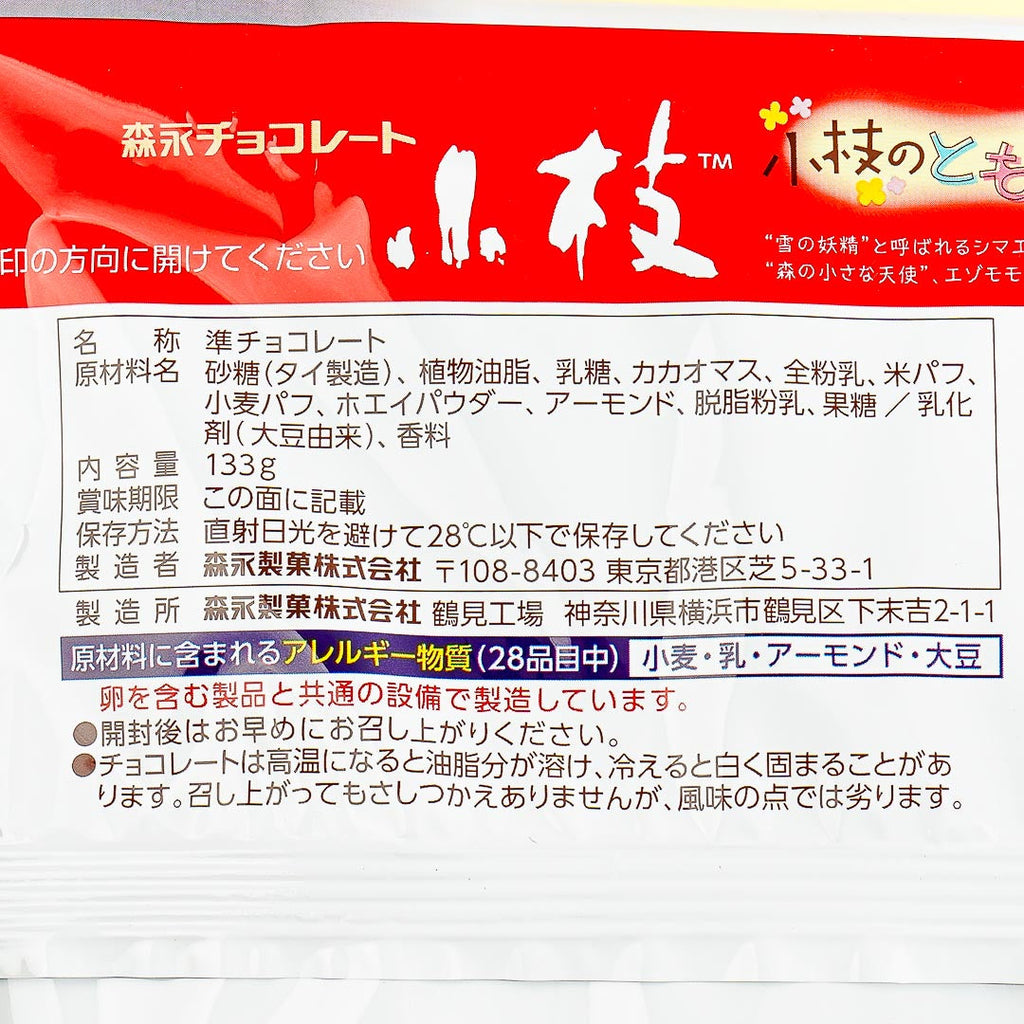 森永チョコレート
小枝™
小枝のとも
印の方向に開けてください
“雪の妖精”と呼ばれるシマエ
“森の小さな天使”、エゾモモ
名称 準チョコレート
原材料名 砂糖(タイ製造)、植物油脂、乳糖、カカオマス、全粉乳、米パフ、
小麦パフ、ホエイパウダー、アーモンド、脱脂粉乳、果糖／乳化
剤(大豆由来)、香料
内容量 133g
賞味期限 この面に記載
保存方法 直射日光を避けて28℃以下で保存してください
製造者 森永製菓株式会社 〒108-8403 東京都港区芝5-33-1
製造所 森永製菓株式会社 鶴見工場 神奈川県横浜市鶴見区下末吉2-1-1
原材料に含まれるアレルギー物質(28品目中) 小麦・乳・アーモンド・大豆
卵を含む製品と共通の設備で製造しています。
●開封後はお早めにお召し上がりください。
●チョコレートは高温になると油脂分が溶け、冷えると白く固まることがあ
ります。召し上がってもさしつかえありませんが、風味の点では劣ります。